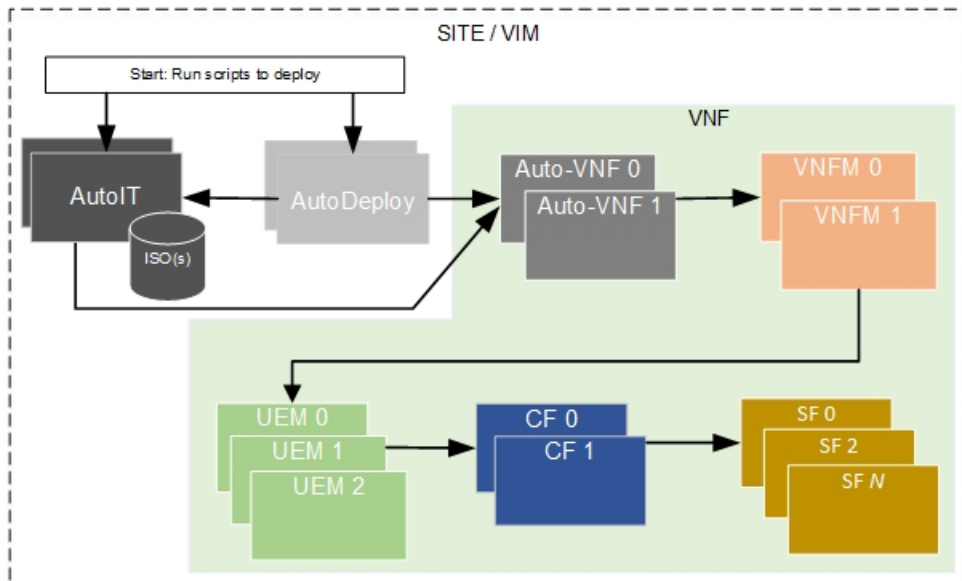 SITE / VIM
Start: Run scripts to deploy
VNF
AutoIT
ISO(s)
AutoDeploy
Auto-VNF 0
Auto-VNF 1
VNFM 0
VNFM 1
UEM 0
UEM 1
UEM 2
CF 0
CF 1
SF 0
SF 2
SF N